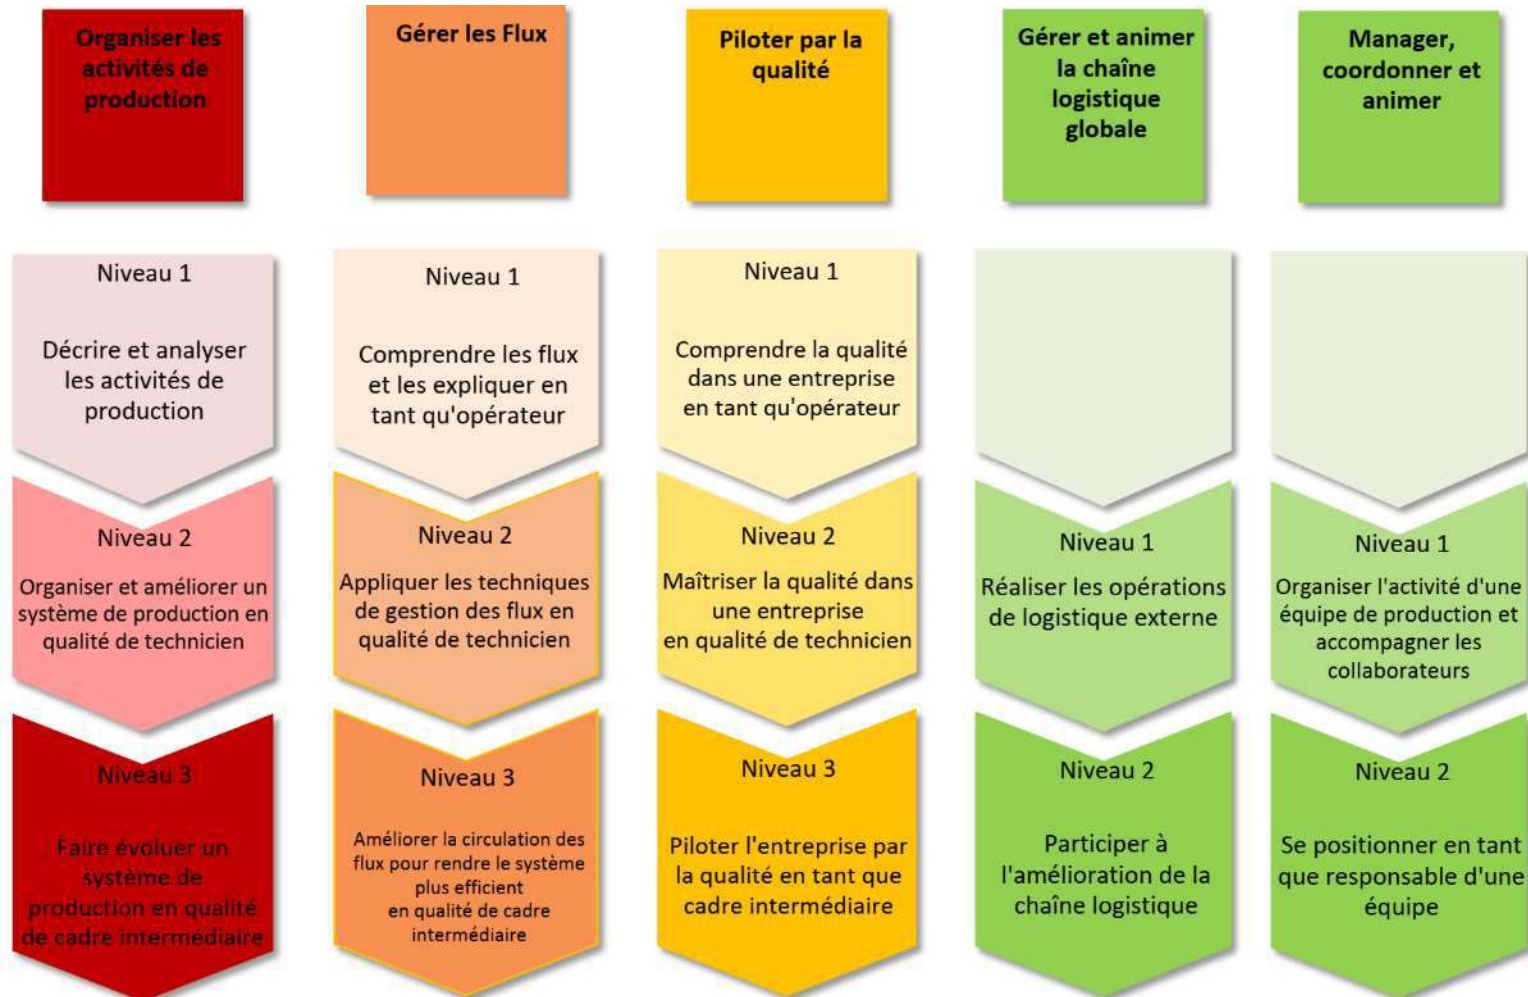 Organiser les
activités de
production
Gérer les Flux
Piloter par la
qualité
Gérer et animer
la chaîne
logistique
globale
Manager,
coordonner et
animer
Niveau 1
Décrire et analyser
les activités de
production
Niveau 1
Comprendre les flux
et les expliquer en
tant qu'opérateur
Niveau 1
Comprendre la qualité
dans une entreprise
en tant qu'opérateur
Niveau 2
Organiser et améliorer un
système de production en
qualité de technicien
Niveau 2
Appliquer les techniques
de gestion des flux en
qualité de technicien
Niveau 2
Maîtriser la qualité dans
une entreprise
en qualité de technicien
Niveau 1
Réaliser les opérations
de logistique externe
Niveau 1
Organiser l'activité d'une
équipe de production et
accompagner les
collaborateurs
Niveau 3
Faire évoluer un
système de
production en qualité
de cadre intermédiaire
Niveau 3
Améliorer la circulation des
flux pour rendre le système
plus efficient
en qualité de cadre
intermédiaire
Niveau 3
Piloter l'entreprise par
la qualité en tant que
cadre intermédiaire
Niveau 2
Participer à
l'amélioration de la
chaîne logistique
Niveau 2
Se positionner en tant
que responsable d'une
équipe